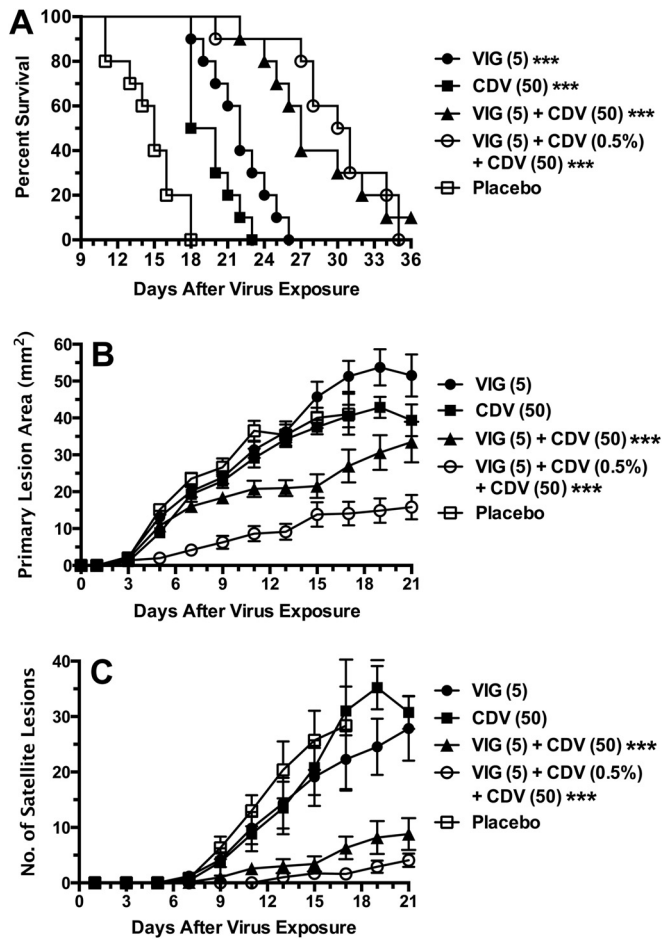 A
100
80
60
40
20
0
Percent Survival
9 12 15 18 21 24 27 30 33 36
Days After Virus Exposure
VIG (5) ***
CDV (50) ***
VIG (5) + CDV (50) ***
VIG (5) + CDV (0.5%)
+ CDV (50) ***
Placebo
B
60
50
40
30
20
10
0
Primary Lesion Area (mm²)
0 3 6 9 12 15 18 21
Days After Virus Exposure
VIG (5)
CDV (50)
VIG (5) + CDV (50) ***
VIG (5) + CDV (0.5%)
+ CDV (50) ***
Placebo
C
40
30
20
10
0
No. of Satellite Lesions
0 3 6 9 12 15 18 21
Days After Virus Exposure
VIG (5)
CDV (50)
VIG (5) + CDV (50) ***
VIG (5) + CDV (0.5%)
+ CDV (50) ***
Placebo